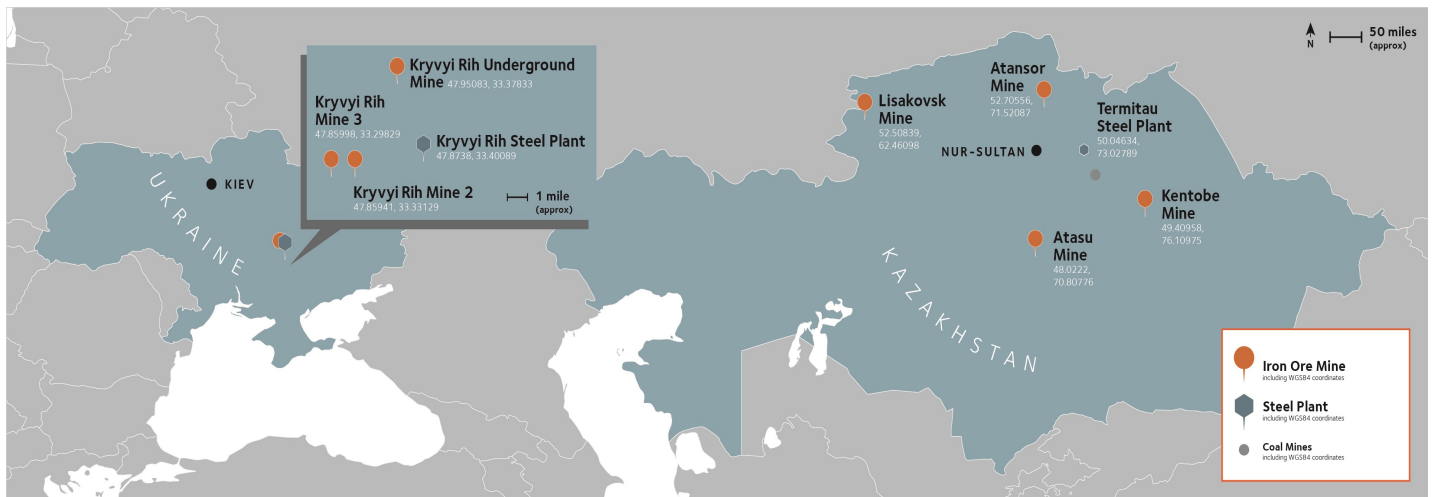 Kryvyi Rih Underground
Mine 47.95083, 33.37833
Kryvyi Rih
Mine 3
47.85998, 33.29829
Kryvyi Rih Steel Plant
47.8738, 33.40089
Kryvyi Rih Mine 2
47.85941, 33.33129
1 mile
(approx)
KIEV
UKRAINE
N
50 miles
(approx)
Lisakovsk
Mine
52.50839,
62.46098
Atansor
Mine
52.70556,
71.52087
Termitau
Steel Plant
50.04634,
73.02789
NUR-SULTAN
Kentobe
Mine
49.40958,
76.10975
Atasu
Mine
48.0222,
70.80776
KAZAKHSTAN
Iron Ore Mine
including WGS84 coordinates
Steel Plant
including WGS84 coordinates
Coal Mines
including WGS84 coordinates